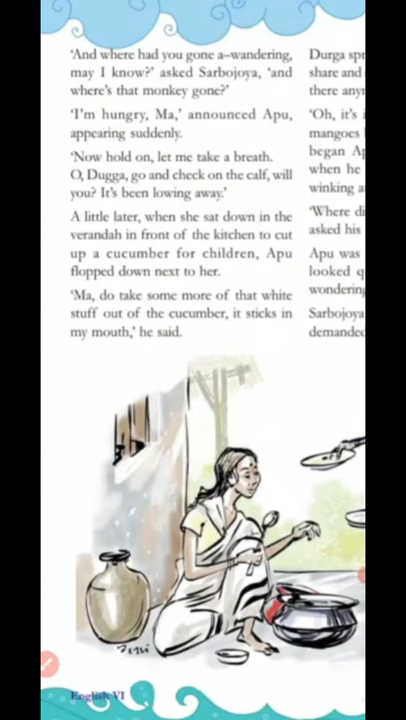 ‘And where had you gone a–wandering,
may I know?’ asked Sarbojoya, ‘and
where’s that monkey gone?’
‘I’m hungry, Ma,’ announced Apu,
appearing suddenly.
‘Now hold on, let me take a breath.
O, Dugga, go and check on the calf, will
you? It’s been lowing away.’
A little later, when she sat down in the
verandah in front of the kitchen to cut
up a cucumber for children, Apu
flopped down next to her.
‘Ma, do take some more of that white
stuff out of the cucumber, it sticks in
my mouth,’ he said.
Durga
share and
there
‘Oh, it’s
mangoes
began
when he
winking
‘Where
asked his
Apu was
looked
wondering
Sarbojoya
demanded
English VI